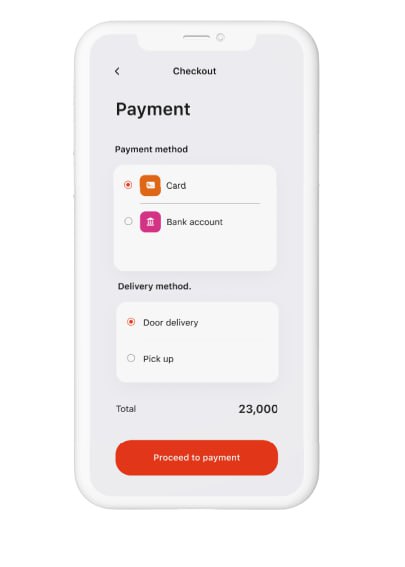 Checkout
Payment
Payment method
Card
Bank account
Delivery method.
Door delivery
Pick up
Total 23,000
Proceed to payment